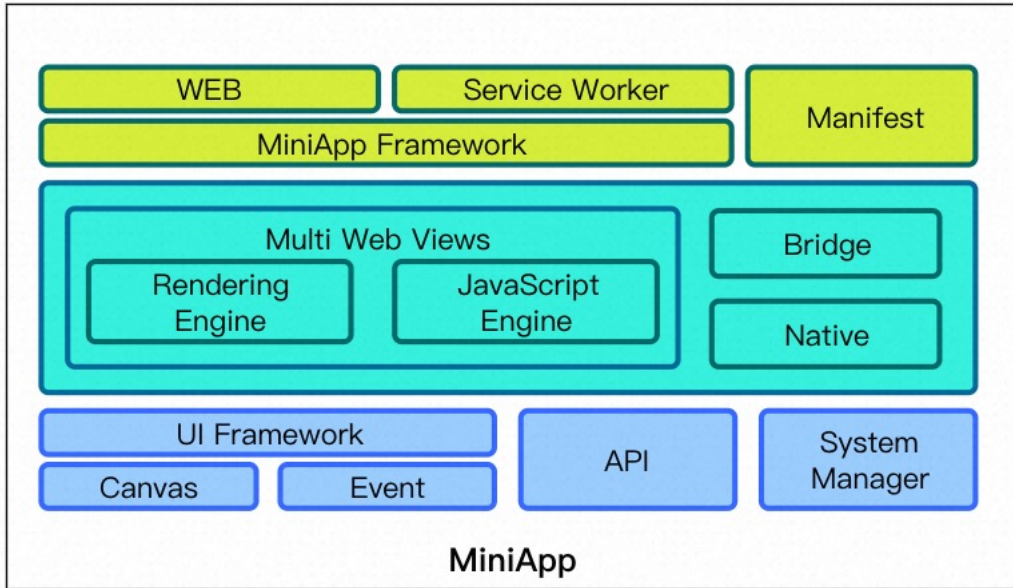 WEB
Service Worker
Manifest
MiniApp Framework
Multi Web Views
Rendering
Engine
JavaScript
Engine
Bridge
Native
UI Framework
Canvas
Event
API
System
Manager
MiniApp